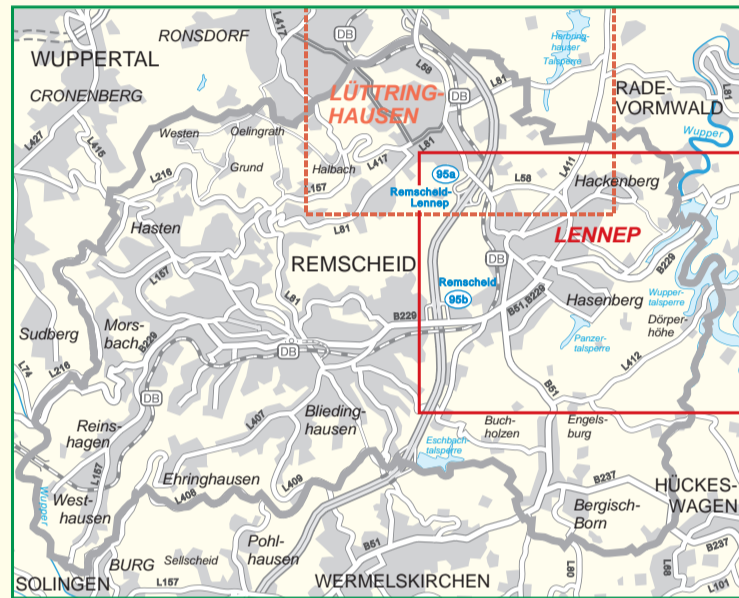 RONSDORF
L417
DB
WUPPERTAL
L58
Herbring-
hauser
Talsperre
CRONENBERG
LÜTTRING-
HAUSEN
DB
L81
RADE-
VORMWALD
L81
L427
L415
Westen
Oelingrath
Grund
Halbach
L417
L81
Wupper
L216
L157
95a
Remscheid-
Lennep
L58
L411
Hackenberg
Hasten
L81
LENNEP
REMSCHEID
DB
B229
L157
L81
Remscheid
95b
B51,B229
Hasenberg
Wupper-
talsperre
Dörper-
höhe
Sudberg
Mors-
bach
B229
B229
Panzer-
talsperre
L412
L216
L74
DB
DB
B51
Reins-
hagen
L407
Blieding-
hausen
Buch-
holzen
Engels-
burg
Eschbach
talsperre
L187
Ehringhausen
L409
B237
HÜCKES-
WAGEN
West-
hausen
L408
Bergisch-
Born
Wupper
Pohl-
hausen
B51
B237
BURG
Sellscheid
L80
L68
SOLINGEN
L157
WERMELSKIRCHEN
L101